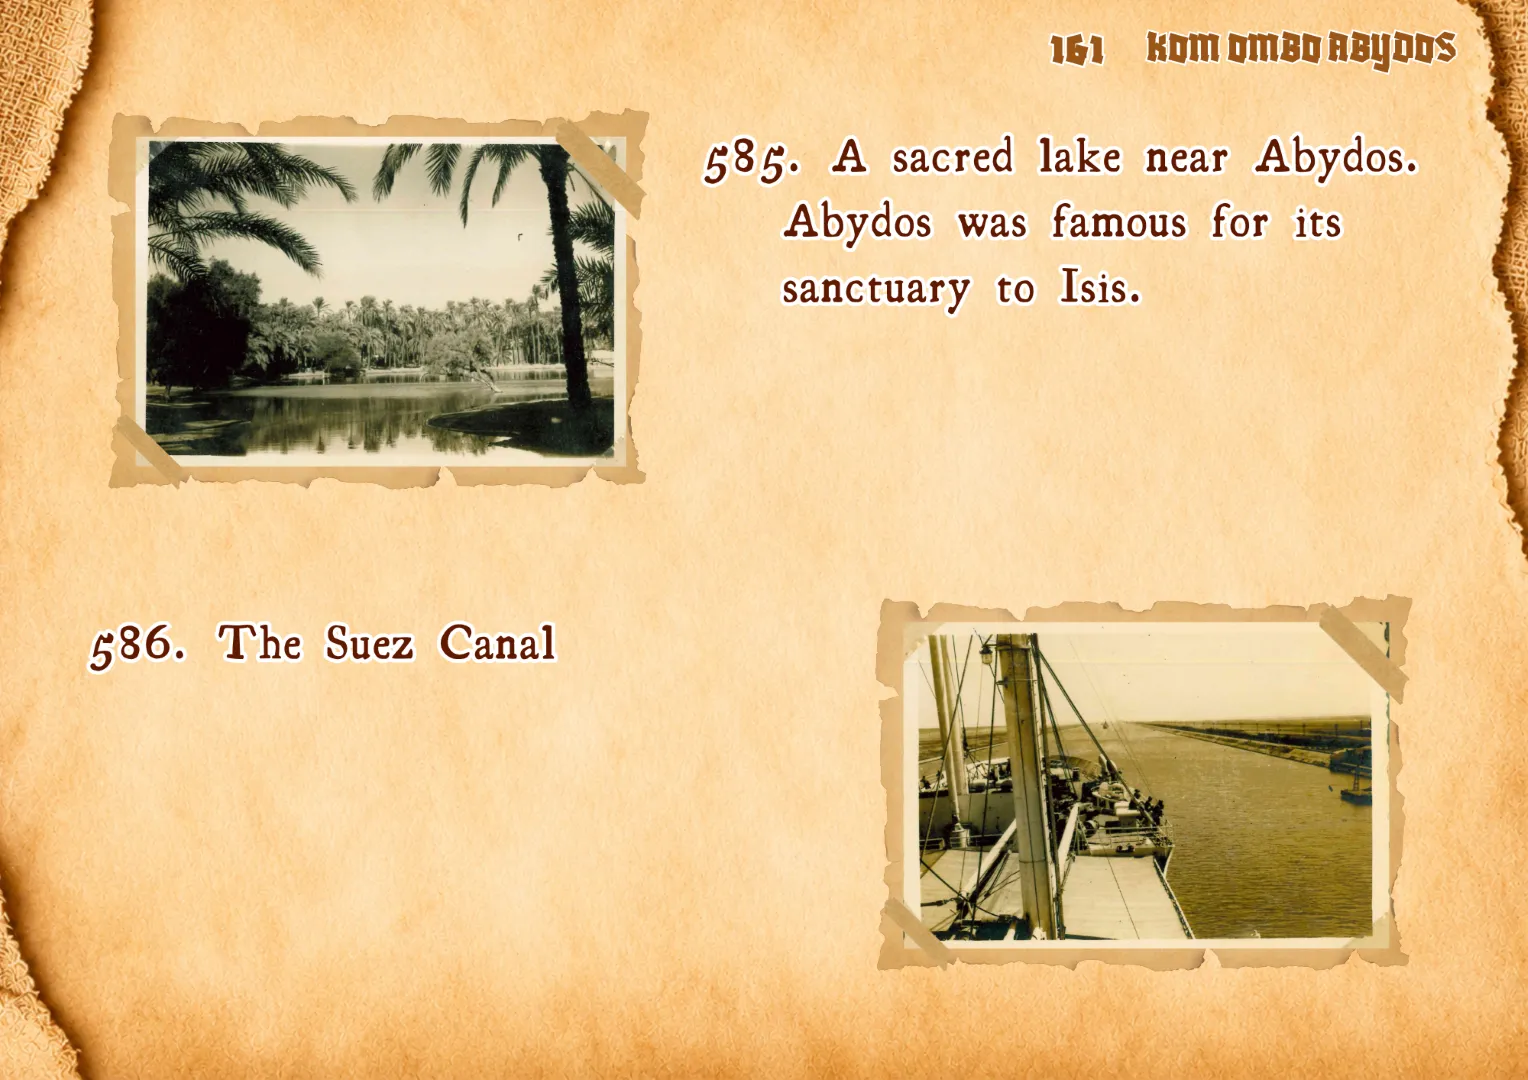 161 KOM OMBO ABYDOS
585. A sacred lake near Abydos.
Abydos was famous for its
sanctuary to Isis.
586. The Suez Canal